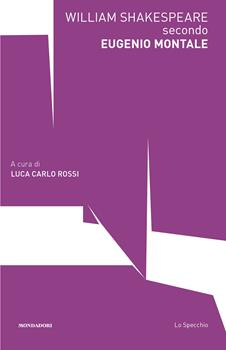 WILLIAM SHAKESPEARE
secondo
EUGENIO MONTALE
A cura di
LUCA CARLO ROSSI
MONDADORI
Lo Specchio